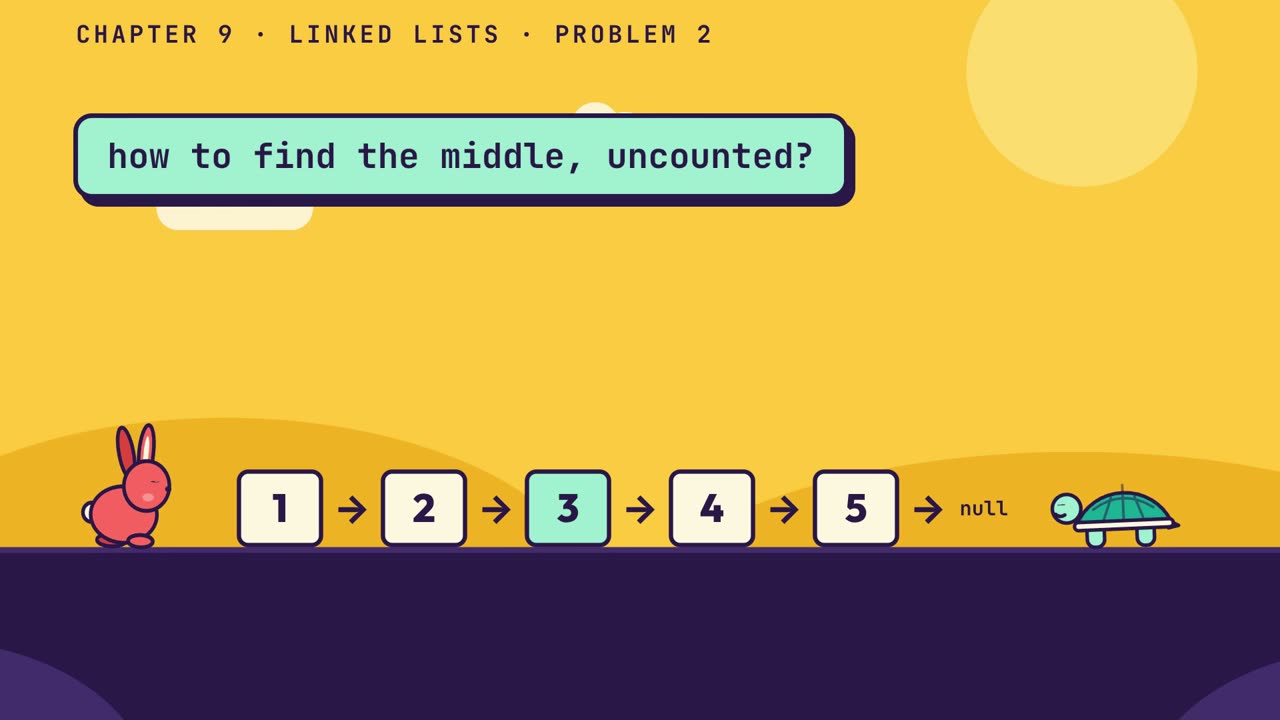 CHAPTER 9 · LINKED LISTS · PROBLEM 2
how to find the middle, uncounted?
1 → 2 → 3 → 4 → 5 → null